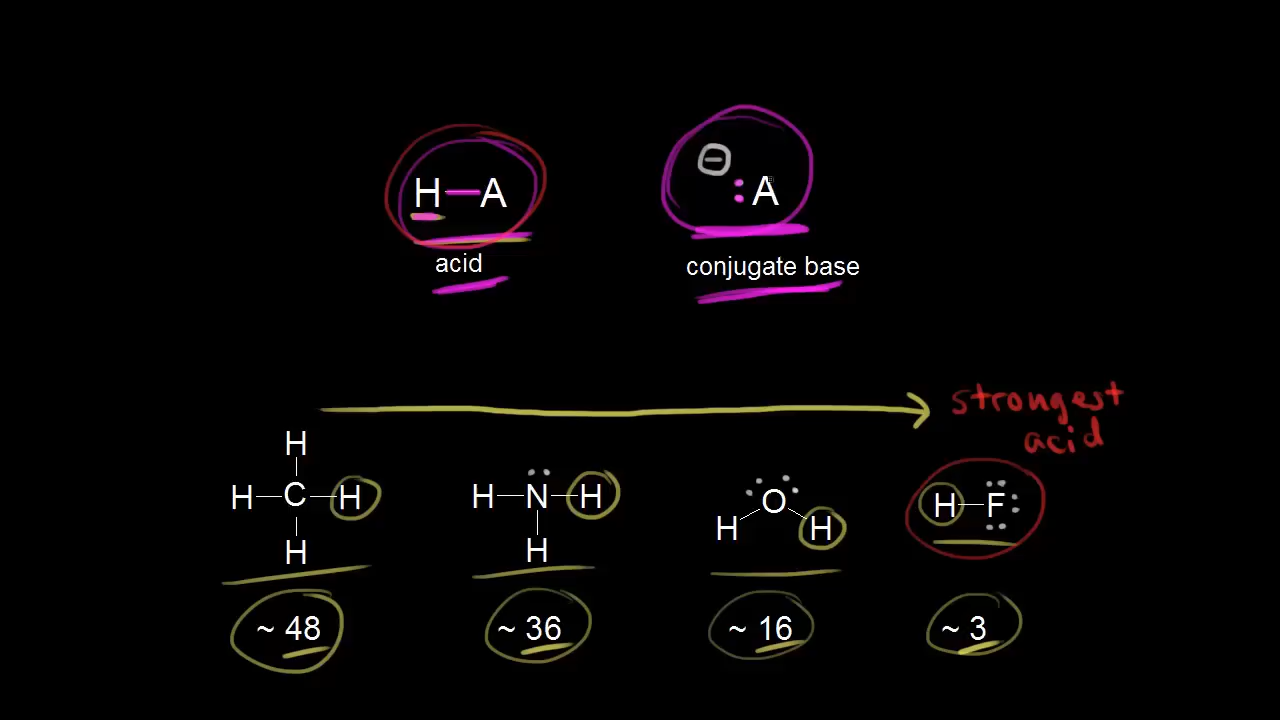 H—A
⊖
:A
acid
conjugate base
strongest
acid
H
H—C—H
H
H—N—H
H
O
H H
H—F
~ 48
~ 36
~ 16
~ 3